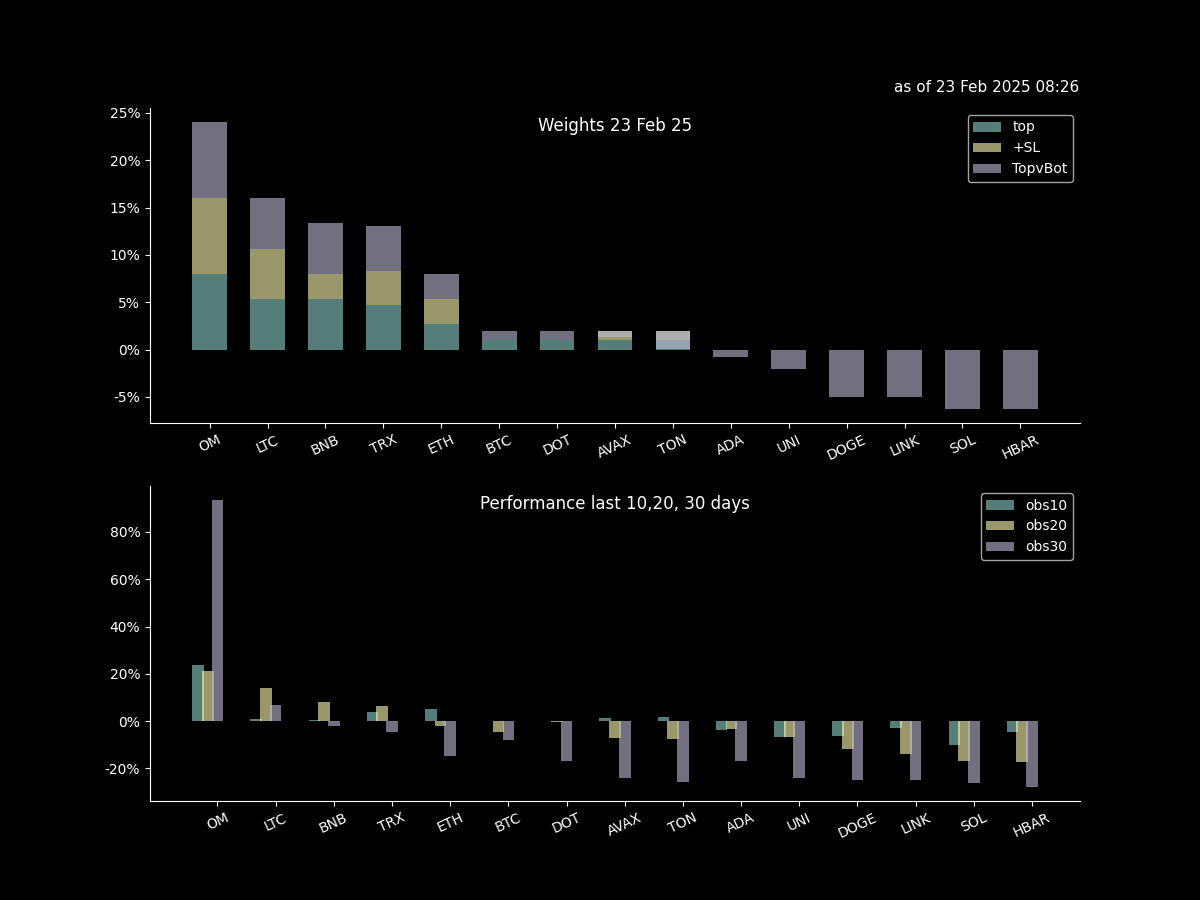 as of 23 Feb 2025 08:26
Weights 23 Feb 25
top
+SL
TopvBot
25%
20%
15%
10%
5%
0%
-5%
OM LTC BNB TRX ETH BTC DOT AVAX TON ADA UNI DOGE LINK SOL HBAR
Performance last 10,20, 30 days
obs10
obs20
obs30
80%
60%
40%
20%
0%
-20%
OM LTC BNB TRX ETH BTC DOT AVAX TON ADA UNI DOGE LINK SOL HBAR